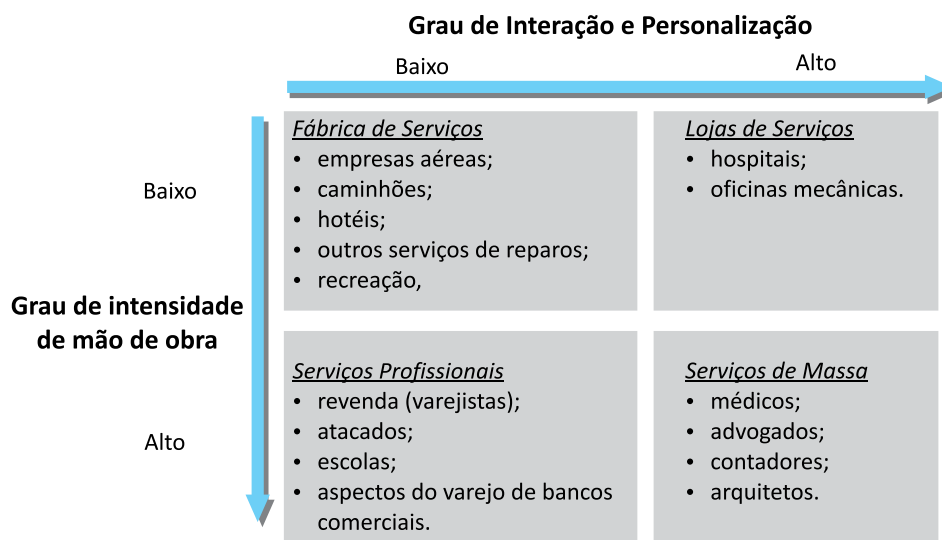 Grau de Interação e Personalização
Baixo
Alto
Fábrica de Serviços
• empresas aéreas;
• caminhões;
• hotéis;
• outros serviços de reparos;
• recreação,
Lojas de Serviços
• hospitais;
• oficinas mecânicas.
Baixo
Grau de intensidade
de mão de obra
Alto
Serviços Profissionais
• revenda (varejistas);
• atacados;
• escolas;
• aspectos do varejo de bancos
comerciais.
Serviços de Massa
• médicos;
• advogados;
• contadores;
• arquitetos.